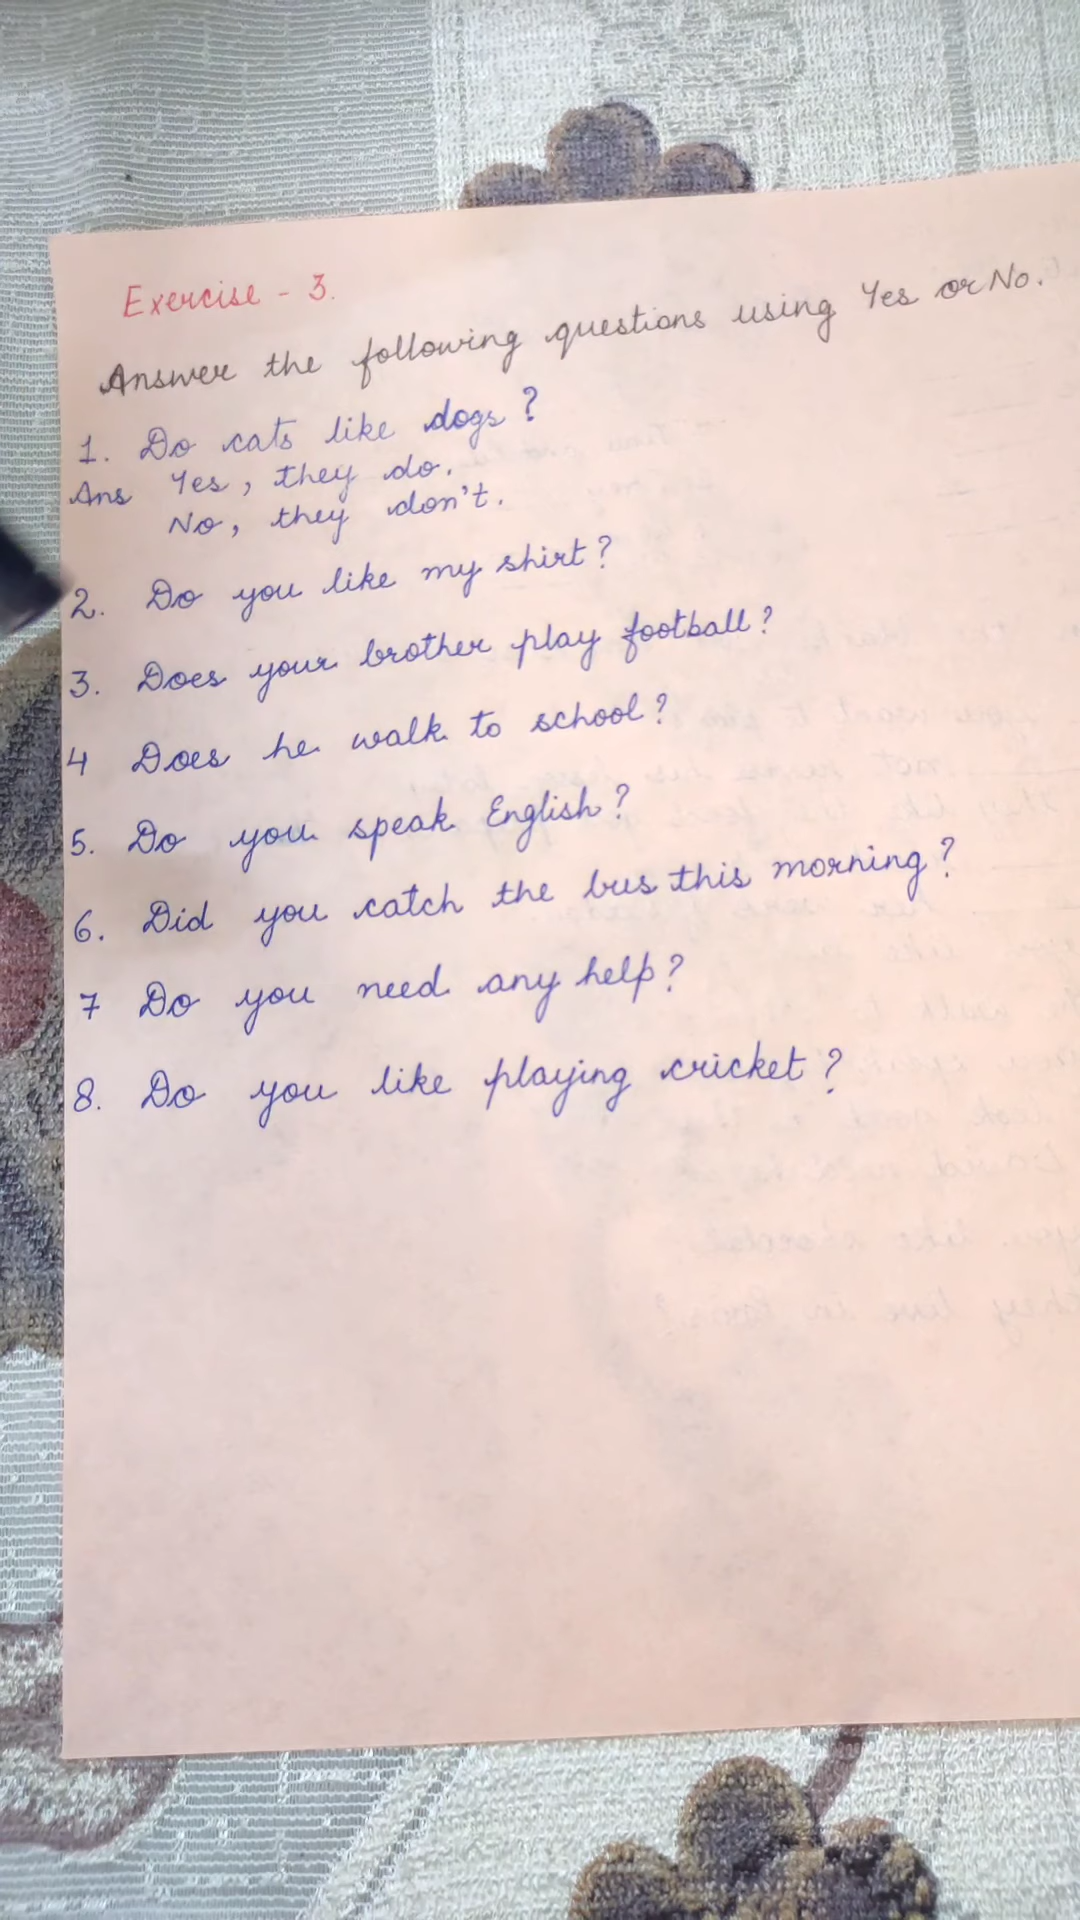 Exercise - 3.
Answer the following questions using Yes or No.
1. Do cats like dogs?
Ans Yes, they do.
No, they don't.
2. Do you like my shirt?
3. Does your brother play football?
4 Does he walk to school?
5. Do you speak English?
6. Did you catch the bus this morning?
7 Do you need any help?
8. Do you like playing cricket?